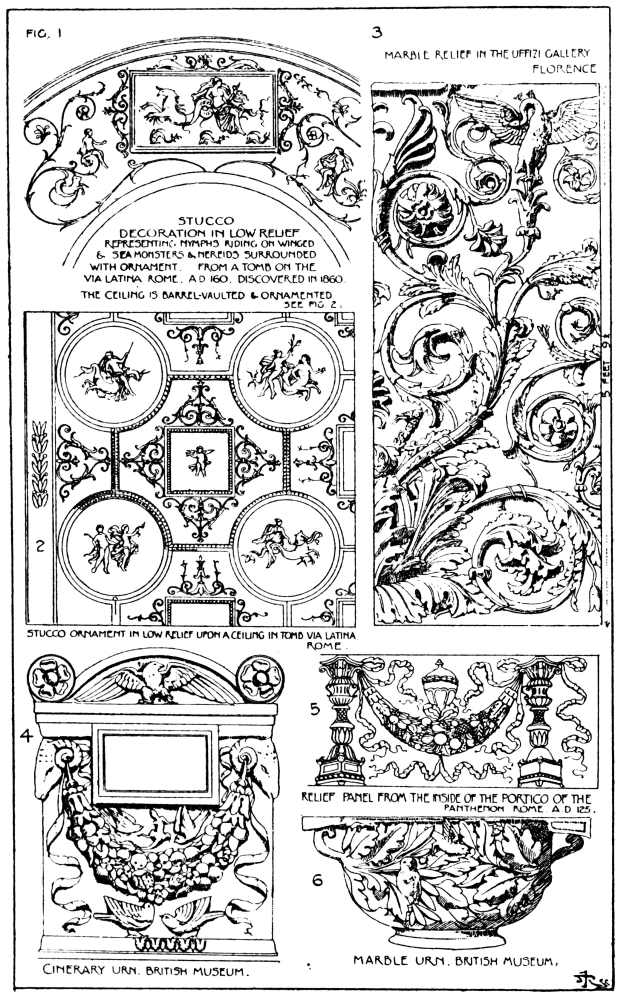 FIG. 1
3
MARBLE RELIEF IN THE UFFIZI GALLERY
FLORENCE
STUCCO
DECORATION IN LOW RELIEF
REPRESENTING, NYMPHS RIDING ON WINGED
& SEA MONSTERS & NEREIDS SURROUNDED
WITH ORNAMENT. FROM A TOMB ON THE
VIA LATINA ROME. A D 160. DISCOVERED IN 1860.
THE CEILING IS BARREL-VAULTED & ORNAMENTED
SEE FIG. 2.
5 FEET 9½
2
STUCCO ORNAMENT IN LOW RELIEF UPON A CEILING IN TOMB VIA LATINA
ROME.
4
5
RELIEF PANEL FROM THE INSIDE OF THE PORTICO OF THE
PANTHENON ROME A D 125.
6
CINERARY URN. BRITISH MUSEUM.
MARBLE URN. BRITISH MUSEUM.